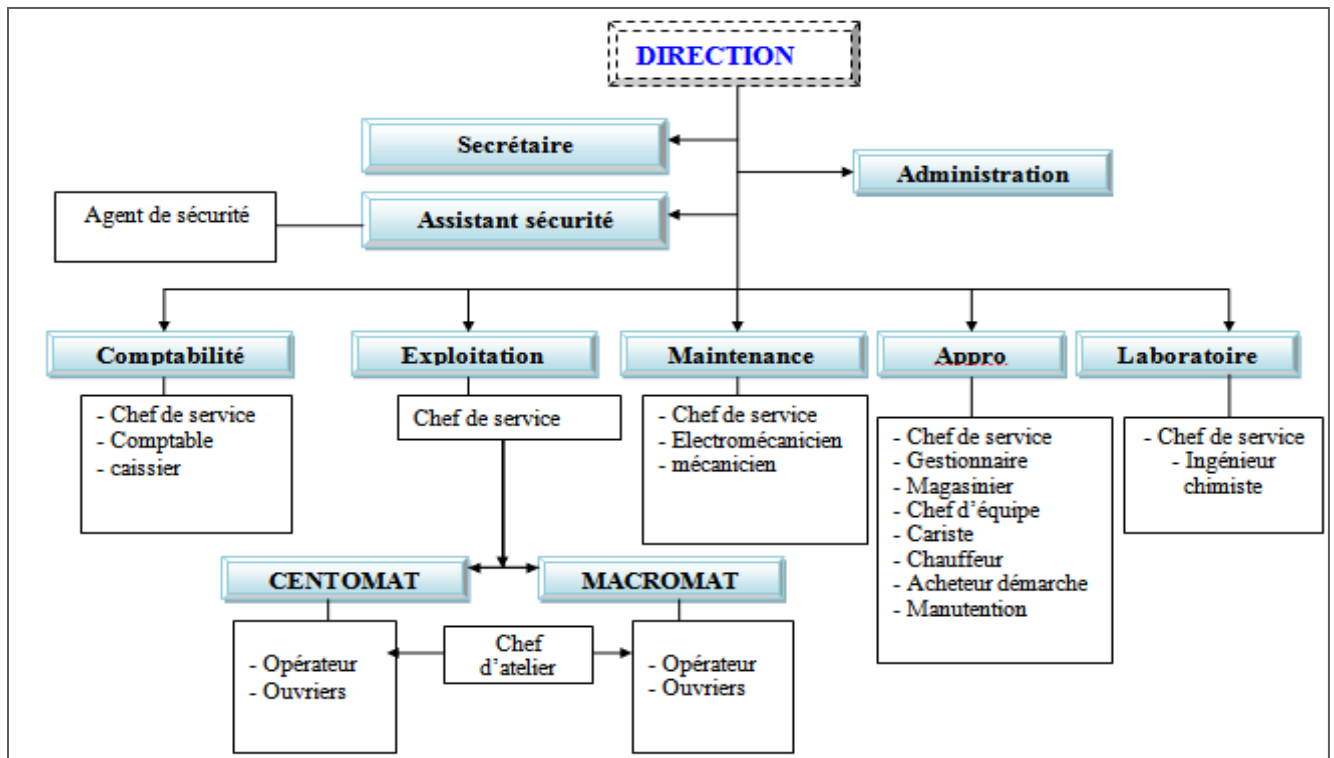 DIRECTION
Secrétaire
Administration
Agent de sécurité
Assistant sécurité
Comptabilité
Exploitation
Maintenance
Appro
Laboratoire
- Chef de service
- Comptable
- caissier
Chef de service
- Chef de service
- Electromécanicien
- mécanicien
- Chef de service
- Gestionnaire
- Magasinier
- Chef d’équipe
- Cariste
- Chauffeur
- Acheteur démarche
- Manutention
- Chef de service
- Ingénieur
chimiste
CENTOMAT
MACROMAT
- Opérateur
- Ouvriers
Chef
d’atelier
- Opérateur
- Ouvriers